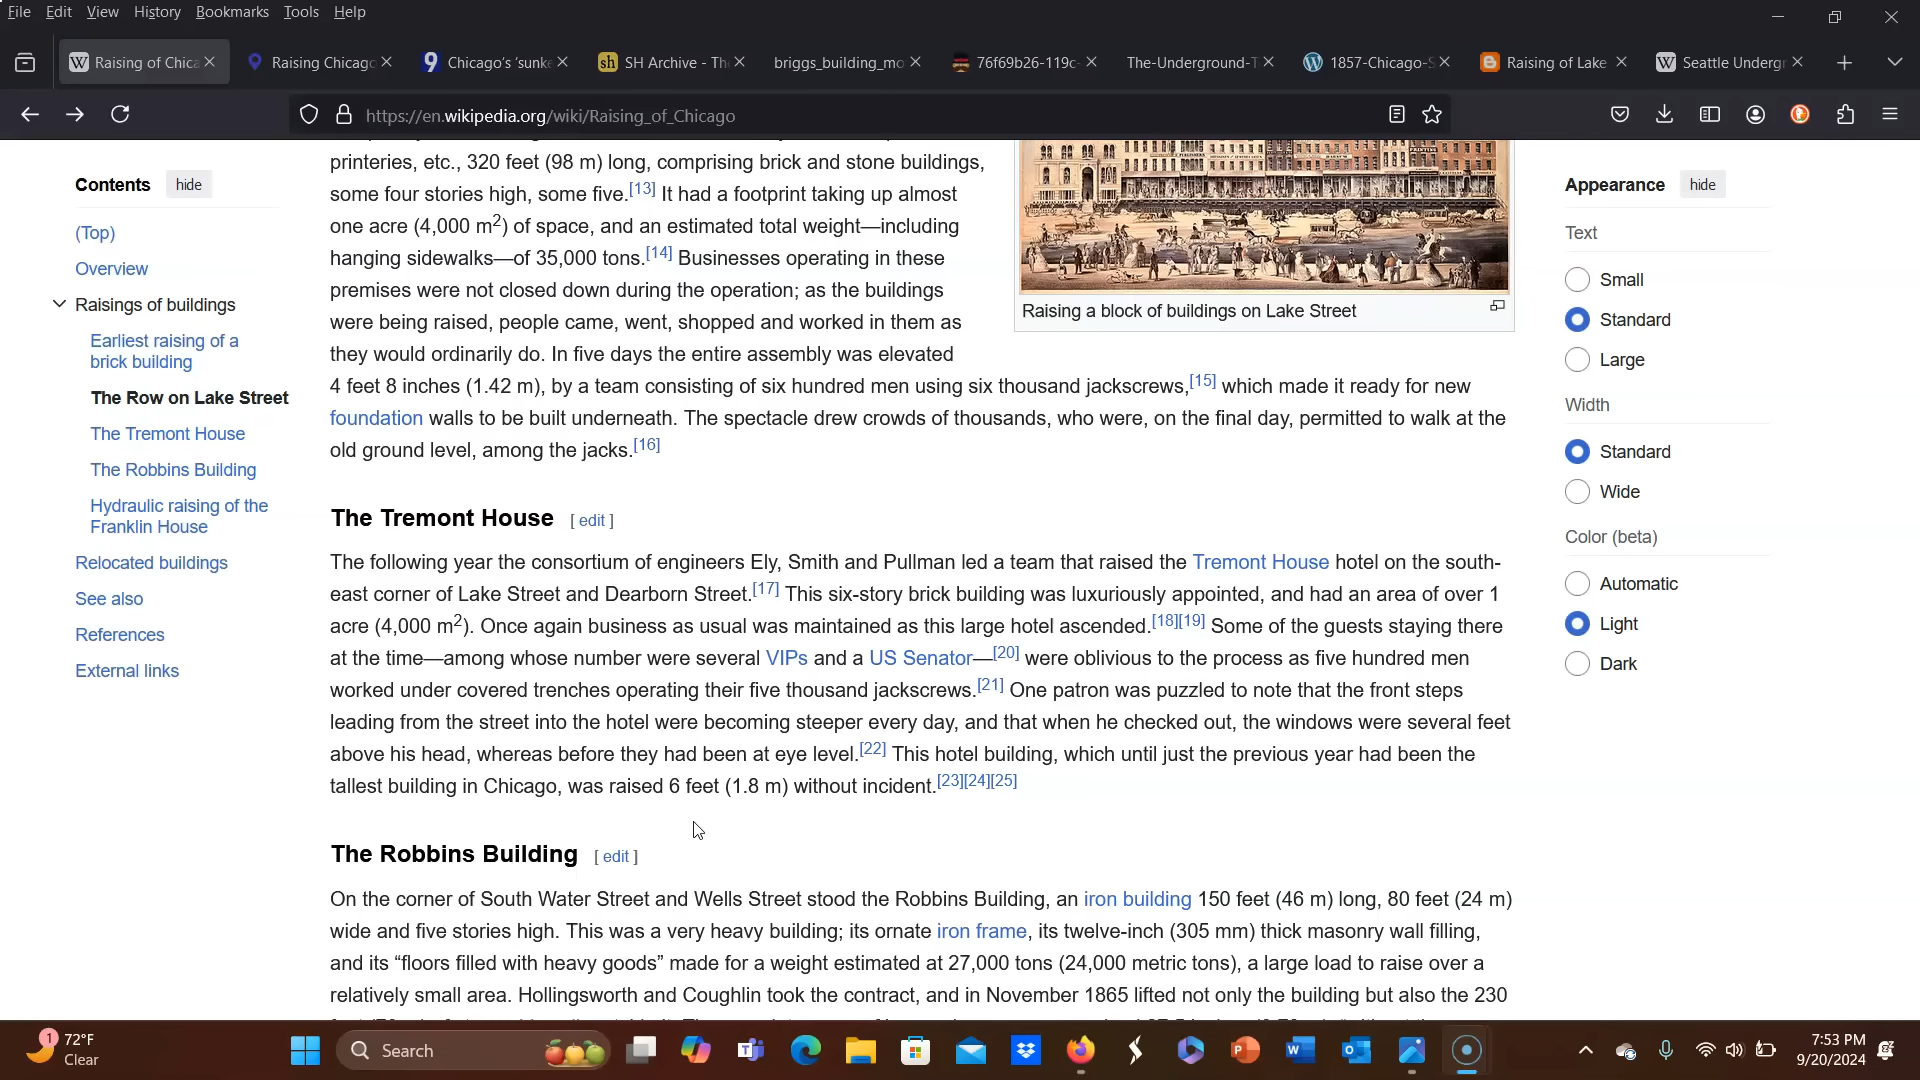 File Edit View History Bookmarks Tools Help
Raising of Chica
Raising Chicago
Chicago's 'sunke
SH Archive - Th
briggs_building_mo
76f69b26-119c-
The-Underground-T
1857-Chicago-S
Raising of Lake
Seattle Undergr
https://en.wikipedia.org/wiki/Raising_of_Chicago
Contents hide
(Top)
Overview
Raisings of buildings
Earliest raising of a
brick building
The Row on Lake Street
The Tremont House
The Robbins Building
Hydraulic raising of the
Franklin House
Relocated buildings
See also
References
External links
printeries, etc., 320 feet (98 m) long, comprising brick and stone buildings,
some four stories high, some five.[13] It had a footprint taking up almost
one acre (4,000 m2) of space, and an estimated total weight—including
hanging sidewalks—of 35,000 tons.[14] Businesses operating in these
premises were not closed down during the operation; as the buildings
were being raised, people came, went, shopped and worked in them as
they would ordinarily do. In five days the entire assembly was elevated
4 feet 8 inches (1.42 m), by a team consisting of six hundred men using six thousand jackscrews,[15] which made it ready for new
foundation walls to be built underneath. The spectacle drew crowds of thousands, who were, on the final day, permitted to walk at the
old ground level, among the jacks.[16]
Raising a block of buildings on Lake Street
The Tremont House [ edit ]
The following year the consortium of engineers Ely, Smith and Pullman led a team that raised the Tremont House hotel on the south-
east corner of Lake Street and Dearborn Street.[17] This six-story brick building was luxuriously appointed, and had an area of over 1
acre (4,000 m2). Once again business as usual was maintained as this large hotel ascended.[18][19] Some of the guests staying there
at the time—among whose number were several VIPs and a US Senator—[20] were oblivious to the process as five hundred men
worked under covered trenches operating their five thousand jackscrews.[21] One patron was puzzled to note that the front steps
leading from the street into the hotel were becoming steeper every day, and that when he checked out, the windows were several feet
above his head, whereas before they had been at eye level.[22] This hotel building, which until just the previous year had been the
tallest building in Chicago, was raised 6 feet (1.8 m) without incident.[23][24][25]
The Robbins Building [ edit ]
On the corner of South Water Street and Wells Street stood the Robbins Building, an iron building 150 feet (46 m) long, 80 feet (24 m)
wide and five stories high. This was a very heavy building; its ornate iron frame, its twelve-inch (305 mm) thick masonry wall filling,
and its “floors filled with heavy goods” made for a weight estimated at 27,000 tons (24,000 metric tons), a large load to raise over a
relatively small area. Hollingsworth and Coughlin took the contract, and in November 1865 lifted not only the building but also the 230
Appearance hide
Text
Small
Standard
Large
Width
Standard
Wide
Color (beta)
Automatic
Light
Dark
1
72°F
Clear
Search
7:53 PM
9/20/2024